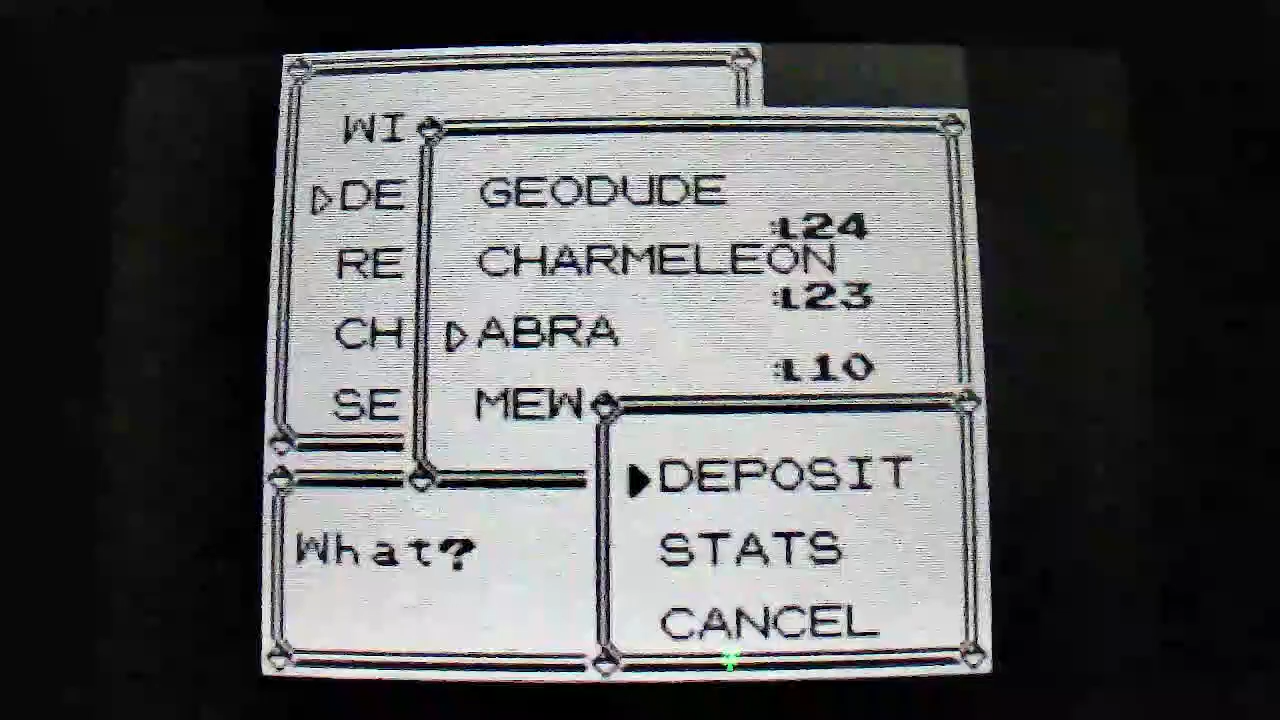 WI
DE
RE
CH
SE
GEODUDE
:L24
CHARMELEON
:L23
ABRA
:L10
MEW
DEPOSIT
STATS
CANCEL
What?